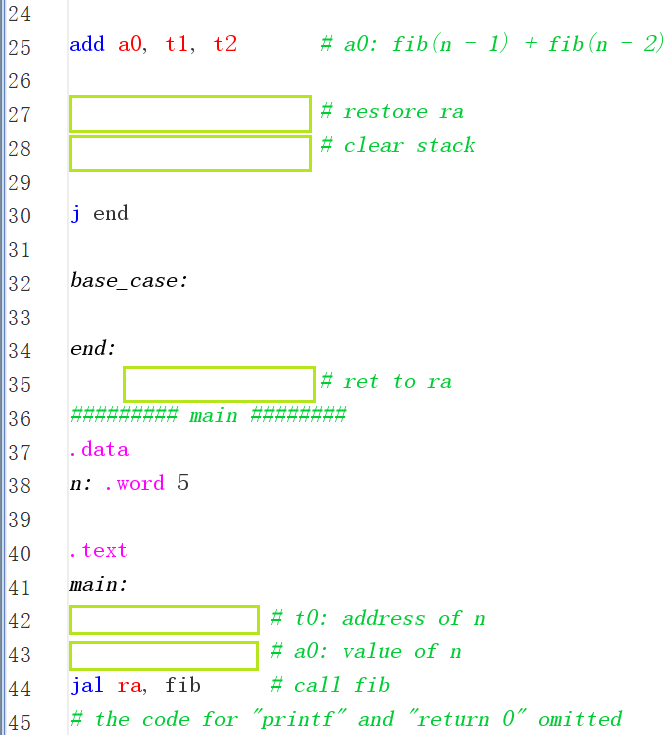 24
25 add a0, t1, t2 # a0: fib(n - 1) + fib(n - 2)
26
27 # restore ra
28 # clear stack
29
30 j end
31
32 base_case:
33
34 end:
35 # ret to ra
36 ######### main ########
37 .data
38 n: .word 5
39
40 .text
41 main:
42 # t0: address of n
43 # a0: value of n
44 jal ra, fib # call fib
45 # the code for "printf" and "return 0" omitted